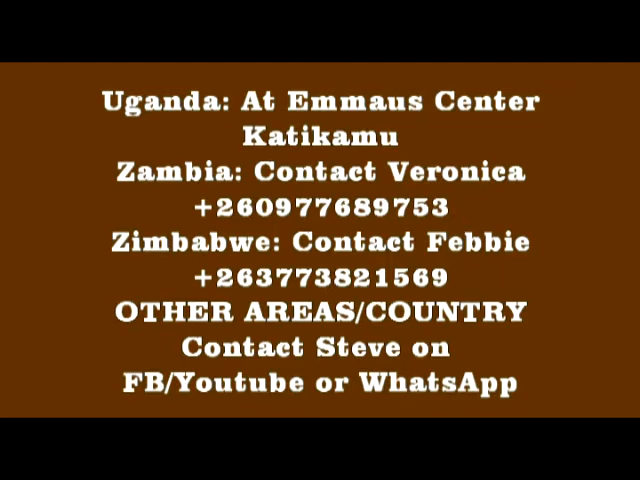 Uganda: At Emmaus Center
Katikamu
Zambia: Contact Veronica
+260977689753
Zimbabwe: Contact Febbie
+263773821569
OTHER AREAS/COUNTRY
Contact Steve on
FB/Youtube or WhatsApp